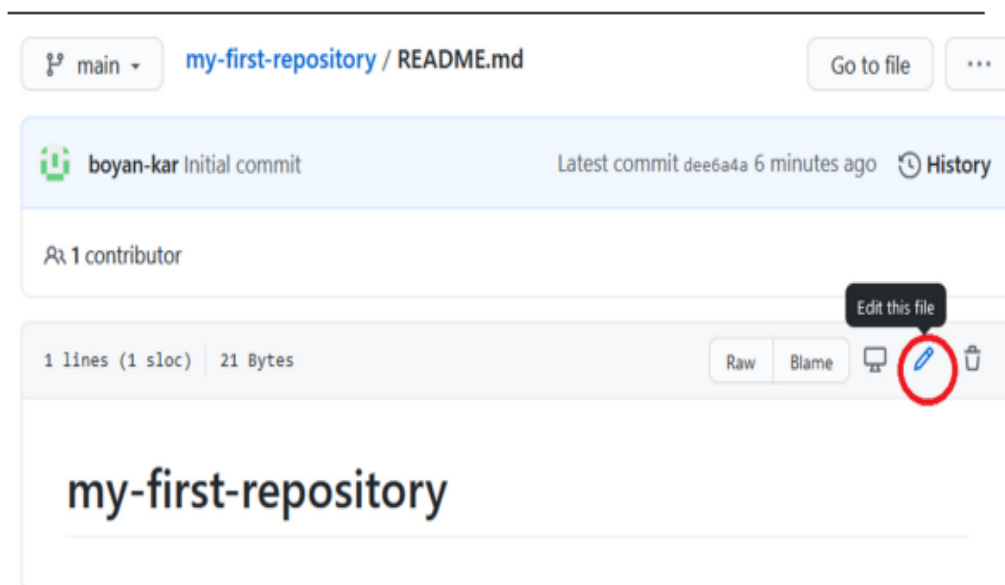 main
my-first-repository / README.md
Go to file
...
boyan-kar Initial commit
Latest commit dee6a4a 6 minutes ago
History
1 contributor
Edit this file
1 lines (1 sloc)
21 Bytes
Raw
Blame
my-first-repository